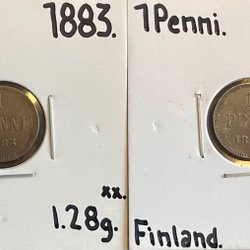 1883.
1Penni.
xx.
1.28g.
Finland.